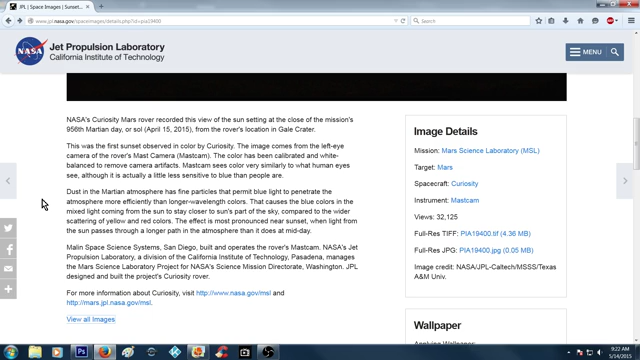 JPL | Space Images | Sunset...
www.jpl.nasa.gov/spaceimages/details.php?id=pia19400
Search
NASA
Jet Propulsion Laboratory
California Institute of Technology
MENU
NASA's Curiosity Mars rover recorded this view of the sun setting at the close of the mission's
956th Martian day, or sol (April 15, 2015), from the rover's location in Gale Crater.
This was the first sunset observed in color by Curiosity. The image comes from the left-eye
camera of the rover's Mast Camera (Mastcam). The color has been calibrated and white-
balanced to remove camera artifacts. Mastcam sees color very similarly to what human eyes
see, although it is actually a little less sensitive to blue than people are.
Dust in the Martian atmosphere has fine particles that permit blue light to penetrate the
atmosphere more efficiently than longer-wavelength colors. That causes the blue colors in the
mixed light coming from the sun to stay closer to sun's part of the sky, compared to the wider
scattering of yellow and red colors. The effect is most pronounced near sunset, when light from
the sun passes through a longer path in the atmosphere than it does at mid-day.
Malin Space Science Systems, San Diego, built and operates the rover's Mastcam. NASA's Jet
Propulsion Laboratory, a division of the California Institute of Technology, Pasadena, manages
the Mars Science Laboratory Project for NASA's Science Mission Directorate, Washington. JPL
designed and built the project's Curiosity rover.
For more information about Curiosity, visit http://www.nasa.gov/msl and
http://mars.jpl.nasa.gov/msl.
View all Images
Image Details
Mission: Mars Science Laboratory (MSL)
Target: Mars
Spacecraft: Curiosity
Instrument: Mastcam
Views: 32,125
Full-Res TIFF: PIA19400.tif (4.36 MB)
Full-Res JPG: PIA19400.jpg (0.05 MB)
Image credit: NASA/JPL-Caltech/MSSS/Texas
A&M Univ.
Wallpaper
Applying Wallpaper
9:22 AM
5/14/2015